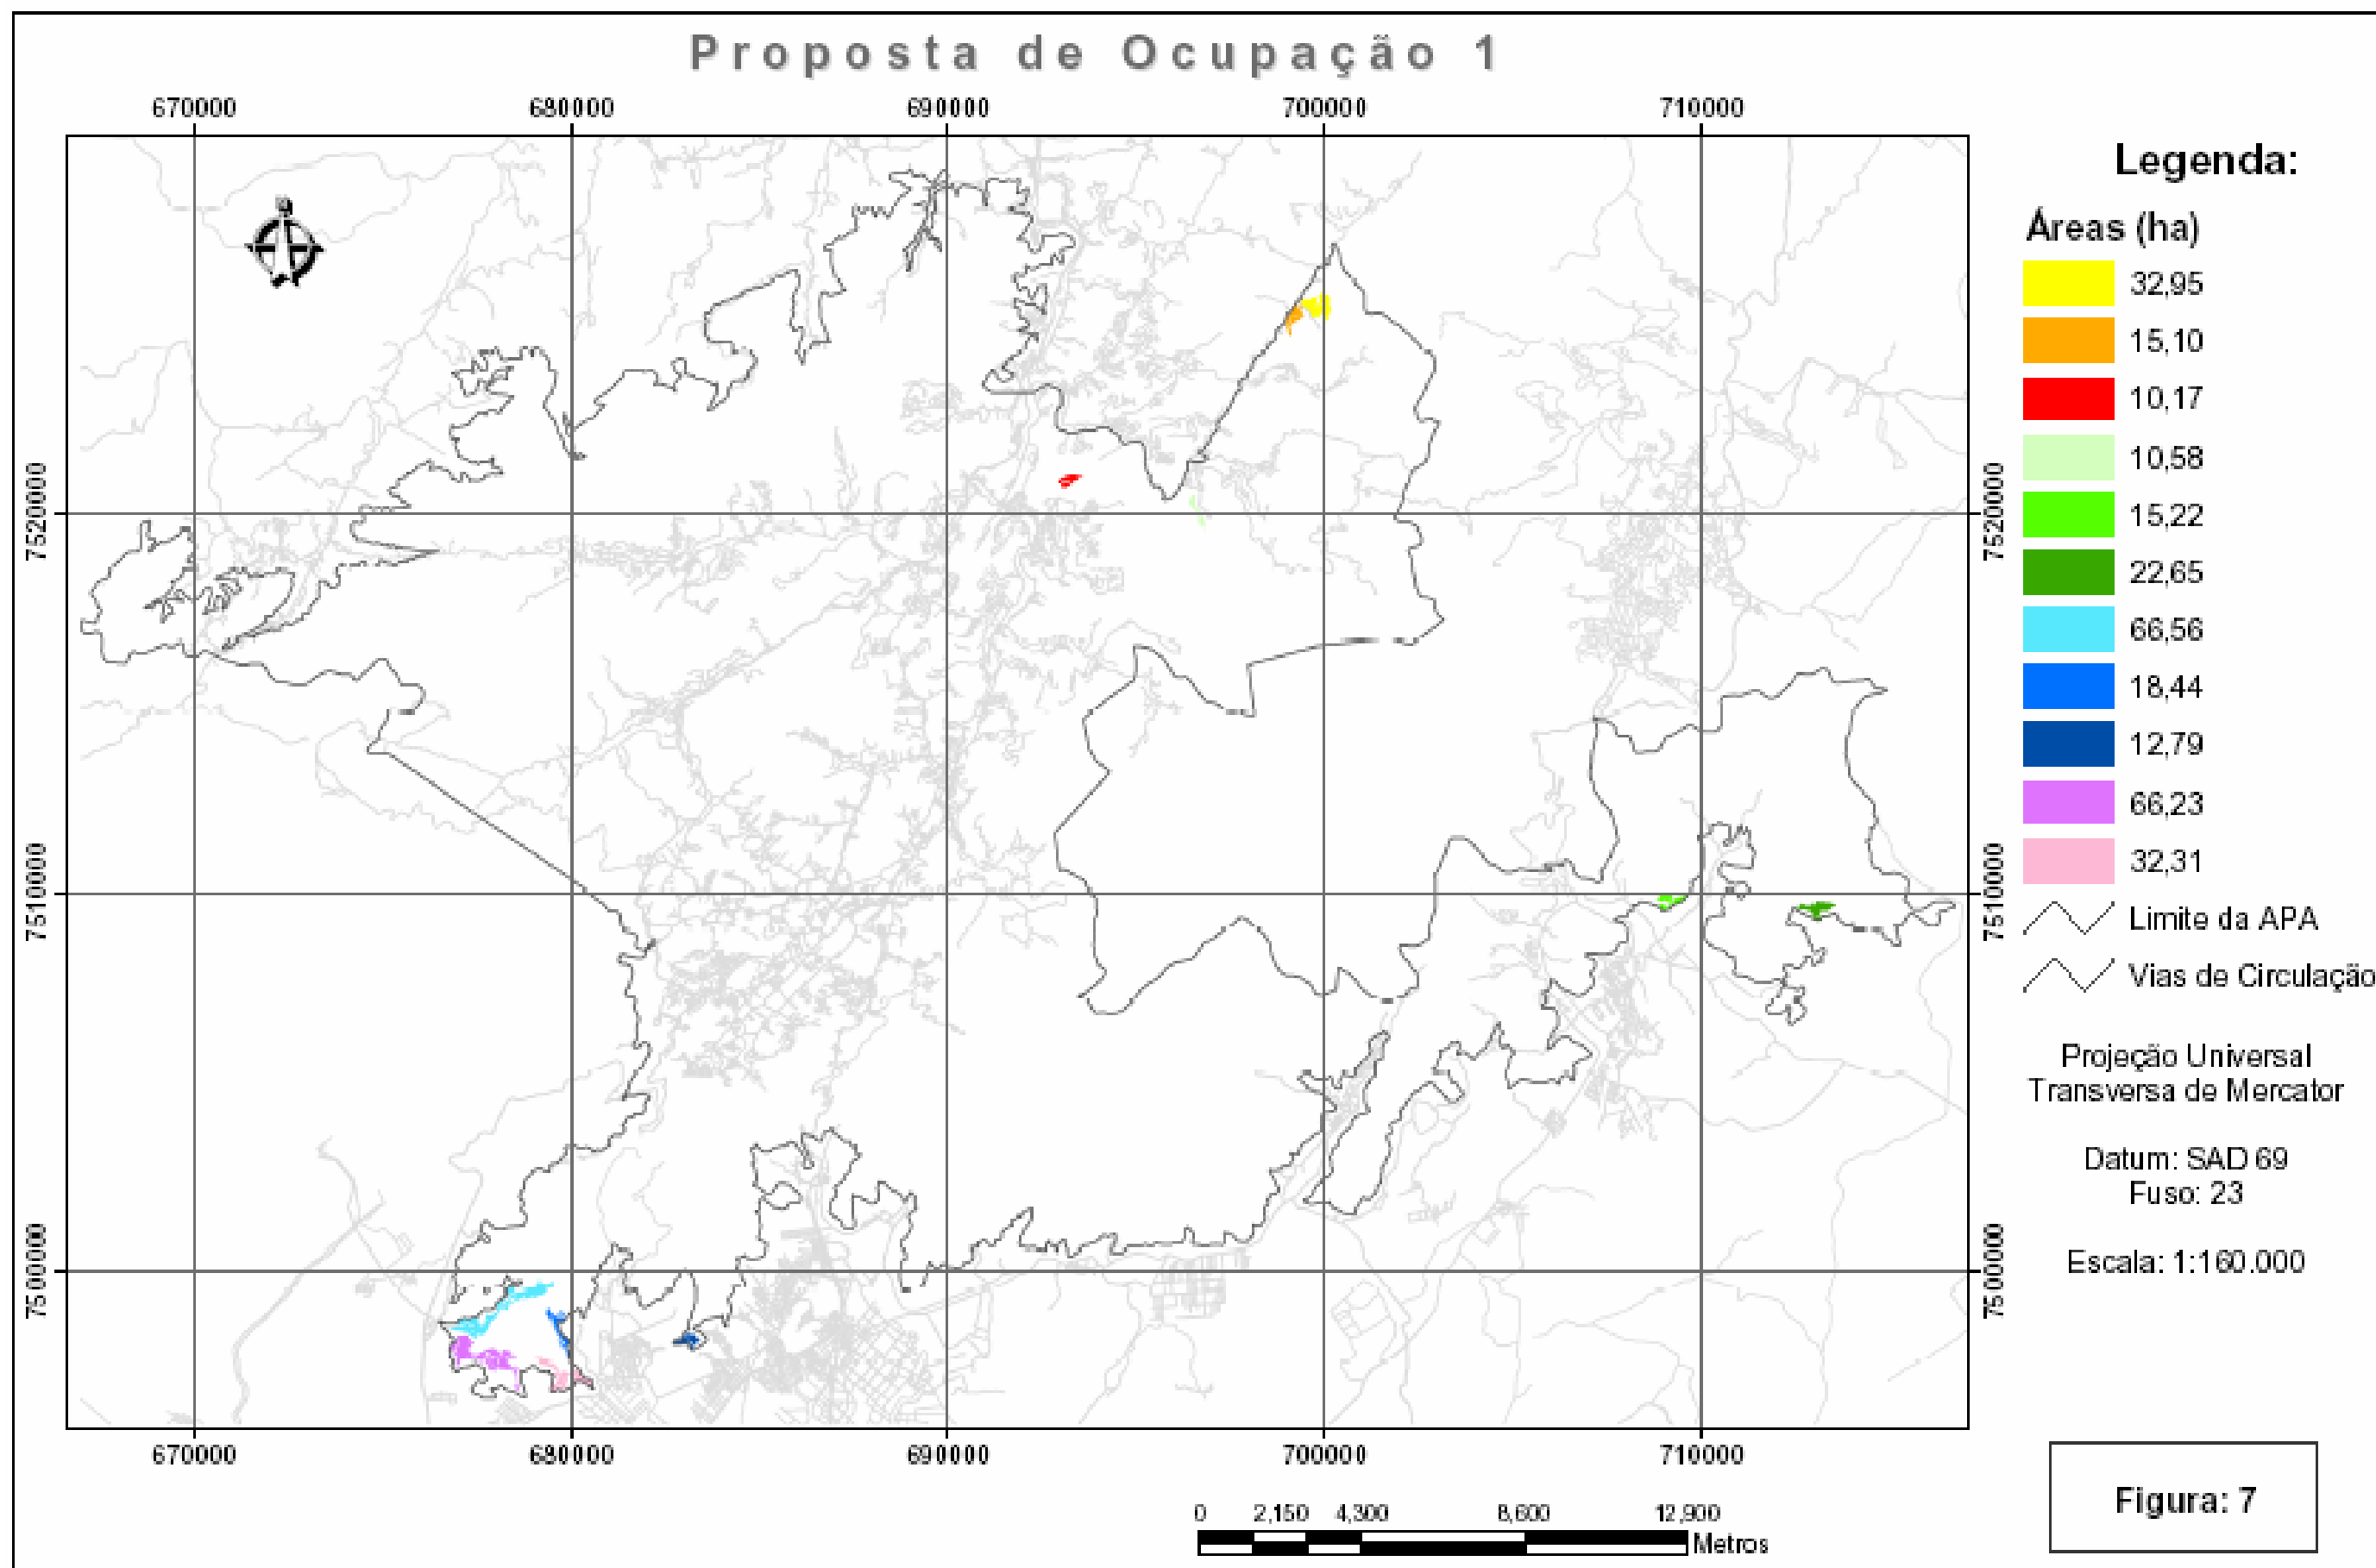 Proposta de Ocupação 1
670000 680000 690000 700000 710000
7520000 7520000
7510000 7510000
7500000 7500000
670000 680000 690000 700000 710000
0 2,150 4,300 8,600 12,900
Metros
Legenda:
Áreas (ha)
32,95
15,10
10,17
10,58
15,22
22,65
66,56
18,44
12,79
66,23
32,31
Limite da APA
Vias de Circulação
Projeção Universal
Transversa de Mercator
Datum: SAD 69
Fuso: 23
Escala: 1:160.000
Figura: 7